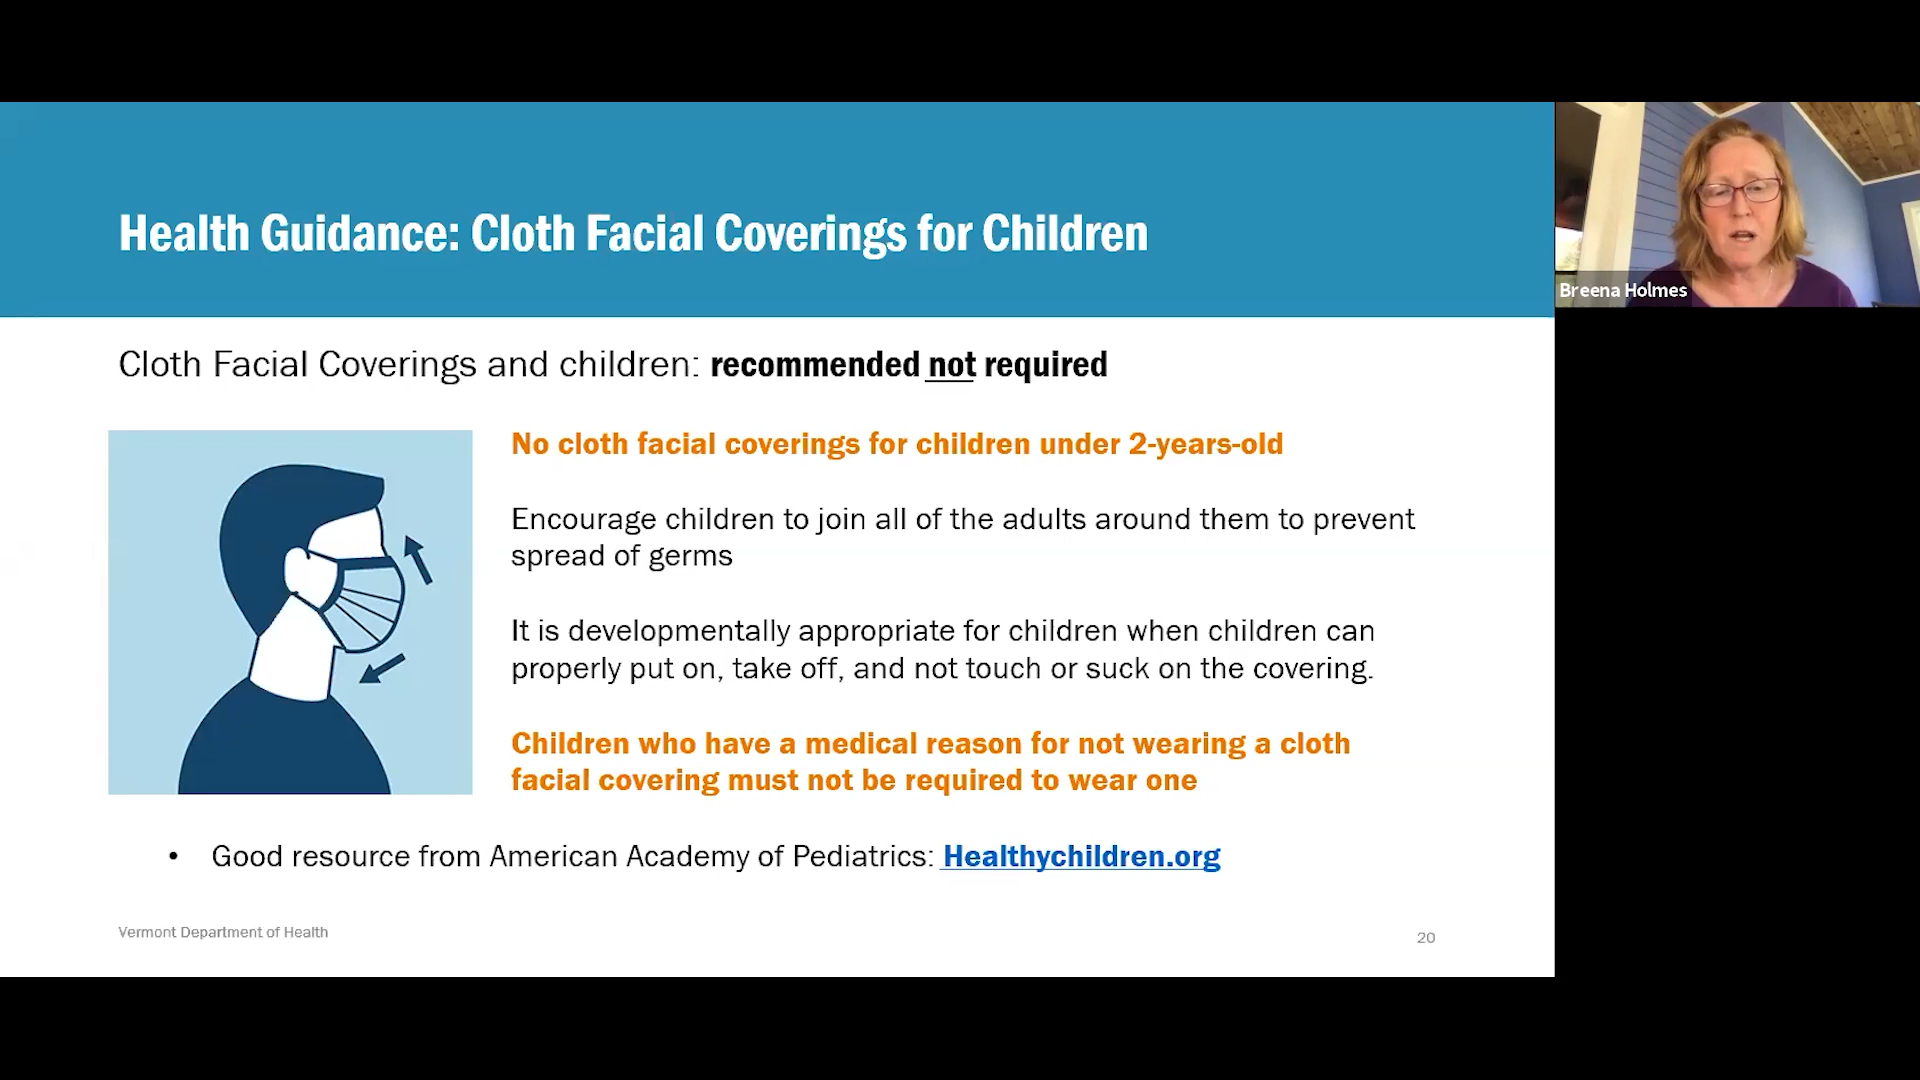 Health Guidance: Cloth Facial Coverings for Children
Breena Holmes
Cloth Facial Coverings and children: recommended not required
No cloth facial coverings for children under 2-years-old
Encourage children to join all of the adults around them to prevent
spread of germs
It is developmentally appropriate for children when children can
properly put on, take off, and not touch or suck on the covering.
Children who have a medical reason for not wearing a cloth
facial covering must not be required to wear one
• Good resource from American Academy of Pediatrics: Healthychildren.org
Vermont Department of Health
20